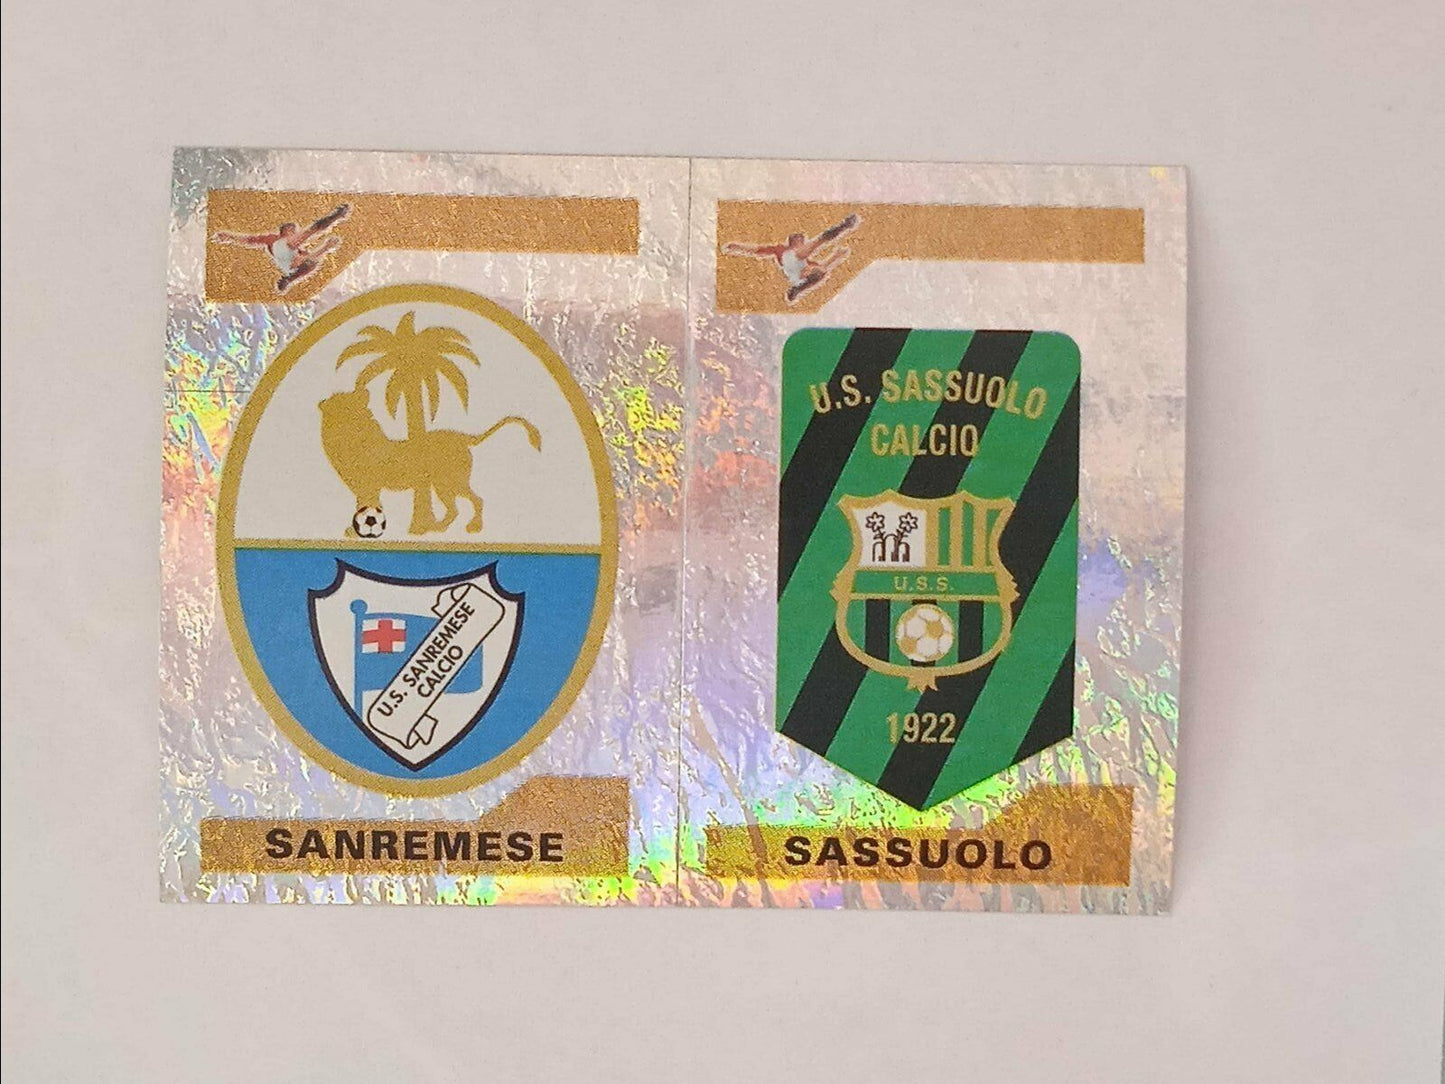 U.S. SANREMESE
CALCIO
SANREMESE
U.S. SASSUOLO
CALCIO
U.S.S.
1922
SASSUOLO